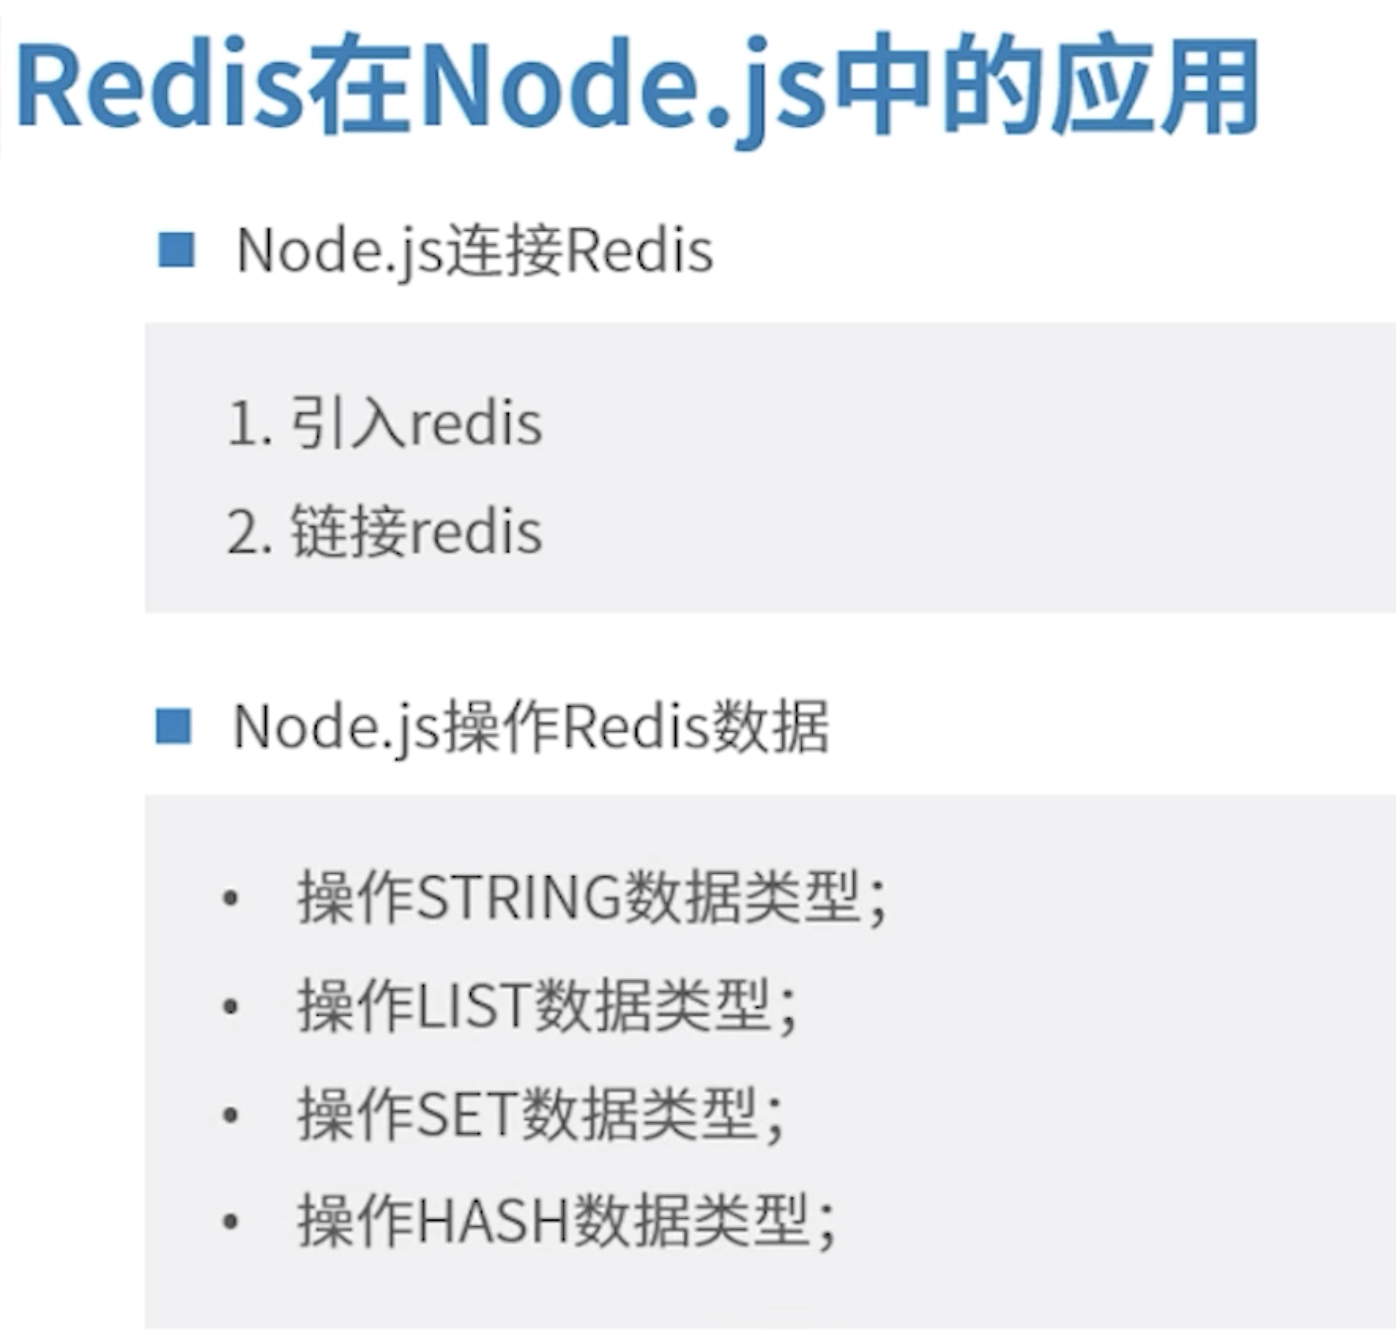 Redis在Node.js中的应用
Node.js连接Redis
1. 引入redis
2. 链接redis
Node.js操作Redis数据
• 操作STRING数据类型；
• 操作LIST数据类型；
• 操作SET数据类型；
• 操作HASH数据类型；